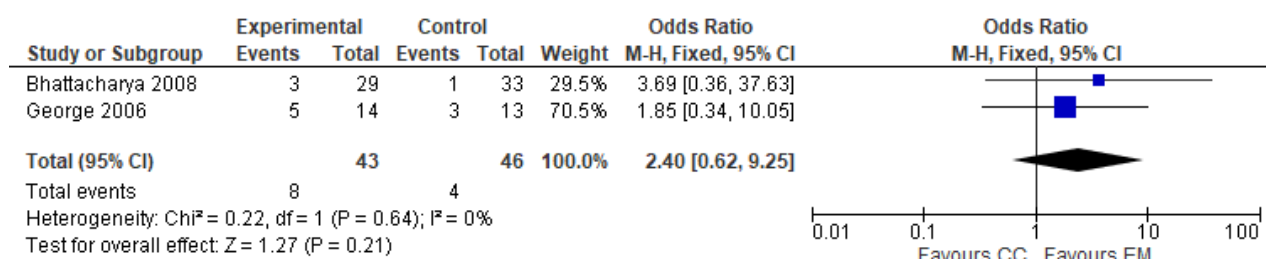 Experimental Control Odds Ratio Odds Ratio
Study or Subgroup Events Total Events Total Weight M-H, Fixed, 95% CI M-H, Fixed, 95% CI
Bhattacharya 2008 3 29 1 33 29.5% 3.69 [0.36, 37.63]
George 2006 5 14 3 13 70.5% 1.85 [0.34, 10.05]
Total (95% CI) 43 46 100.0% 2.40 [0.62, 9.25]
Total events 8 4
Heterogeneity: Chi² = 0.22, df = 1 (P = 0.64); I² = 0%
Test for overall effect: Z = 1.27 (P = 0.21)
0.01 0.1 1 10 100
Favours CC Favours EM